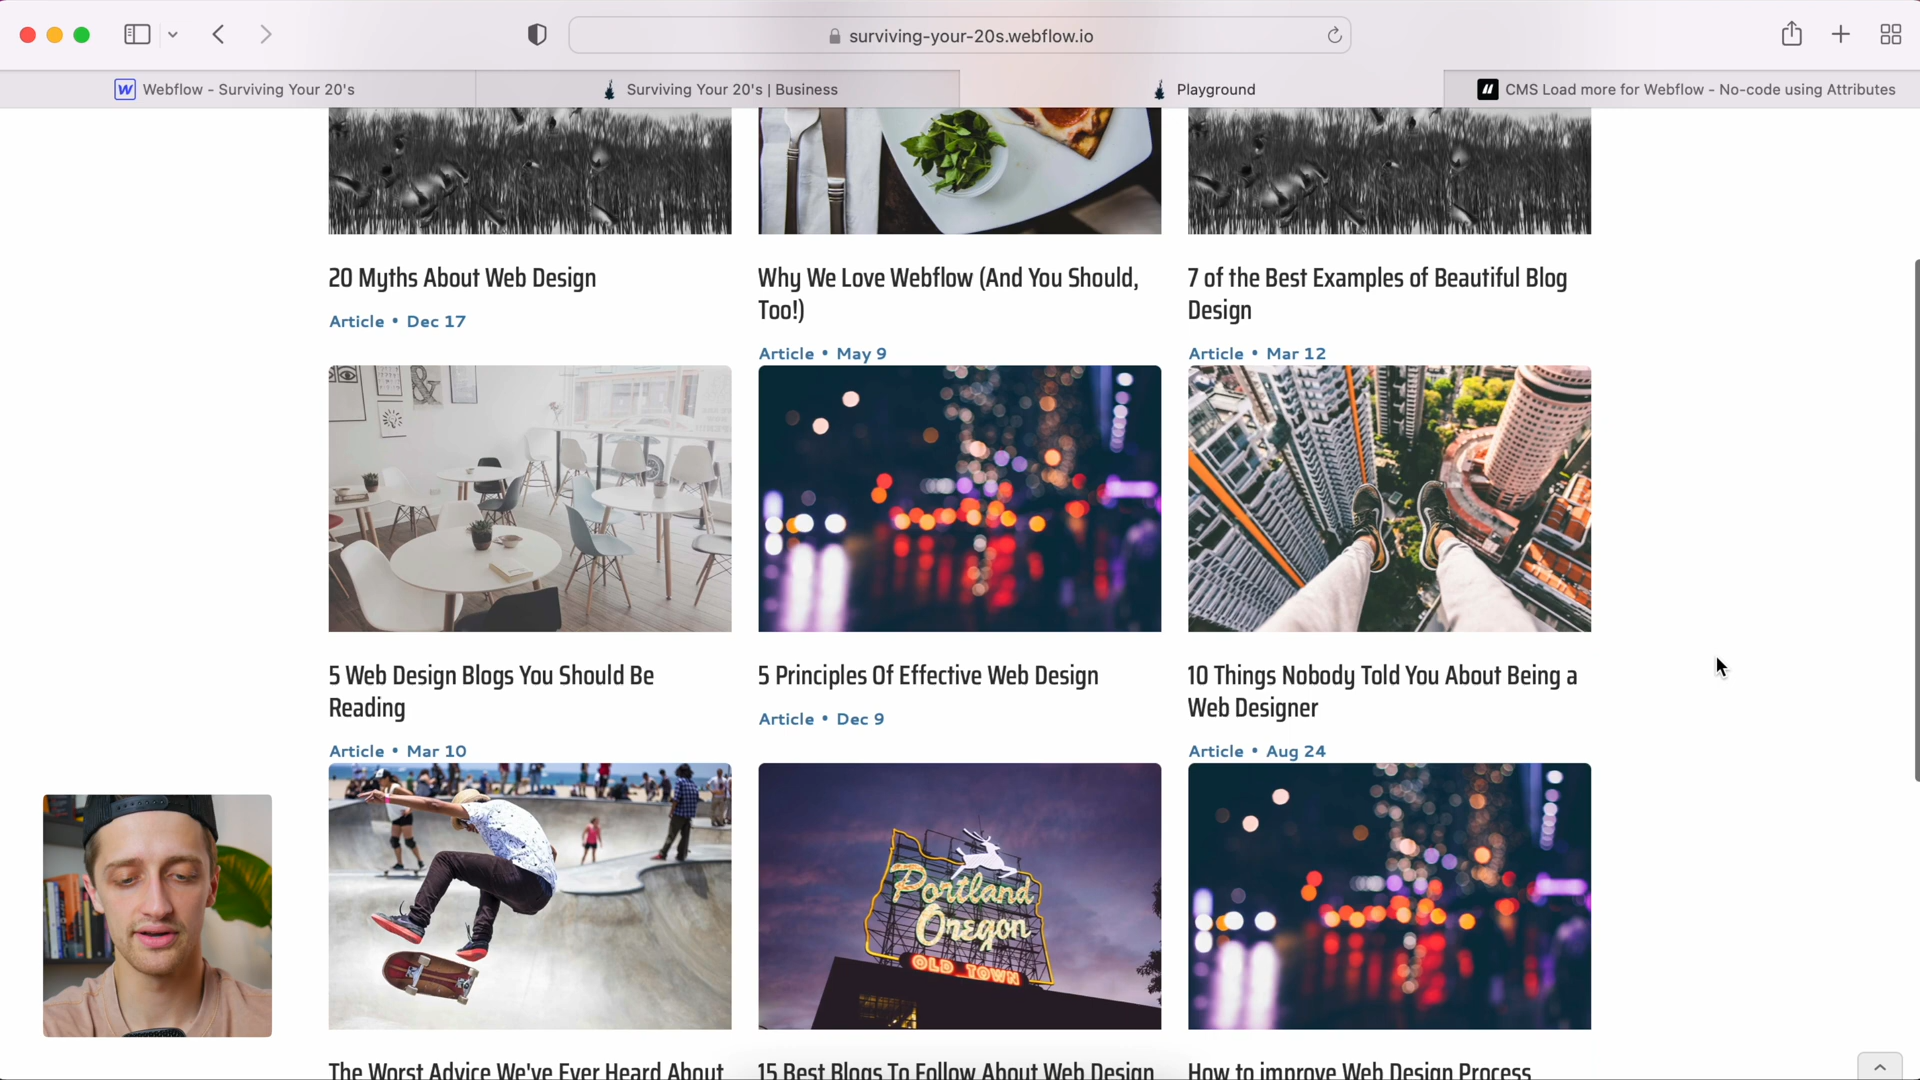 surviving-your-20s.webflow.io
Webflow - Surviving Your 20's
Surviving Your 20's | Business
Playground
CMS Load more for Webflow - No-code using Attributes
20 Myths About Web Design
Article • Dec 17
Why We Love Webflow (And You Should,
Too!)
Article • May 9
7 of the Best Examples of Beautiful Blog
Design
Article • Mar 12
&
5 Web Design Blogs You Should Be
Reading
Article • Mar 10
5 Principles Of Effective Web Design
Article • Dec 9
10 Things Nobody Told You About Being a
Web Designer
Article • Aug 24
Portland
Oregon
OLD TOWN
The Worst Advice We've Ever Heard About
15 Best Blogs To Follow About Web Design
How to improve Web Design Process